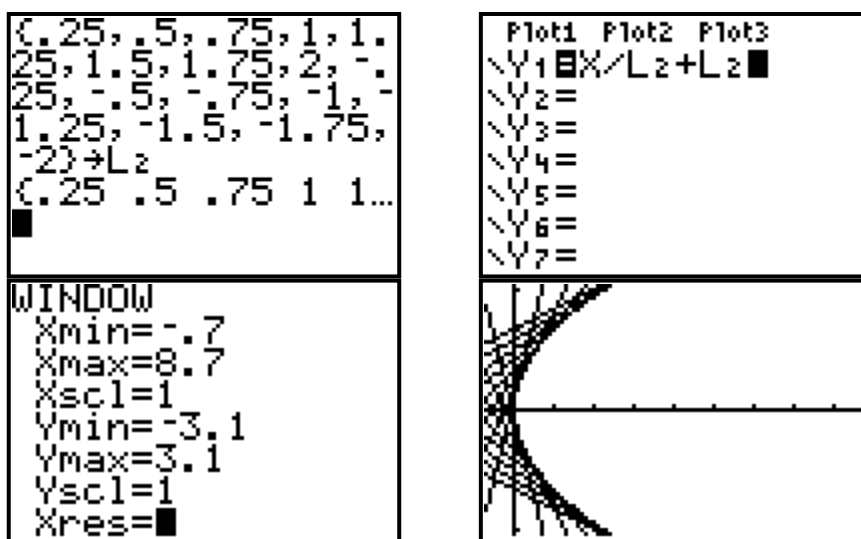 {.25,.5,.75,1,1.
25,1.5,1.75,2,-.
25,-.5,-.75,-1,-
1.25,-1.5,-1.75,
-2}→L₂
{.25 .5 .75 1 1…
Plot1 Plot2 Plot3
\Y₁=X/L₂+L₂
\Y₂=
\Y₃=
\Y₄=
\Y₅=
\Y₆=
\Y₇=
WINDOW
Xmin=-.7
Xmax=8.7
Xscl=1
Ymin=-3.1
Ymax=3.1
Yscl=1
Xres=